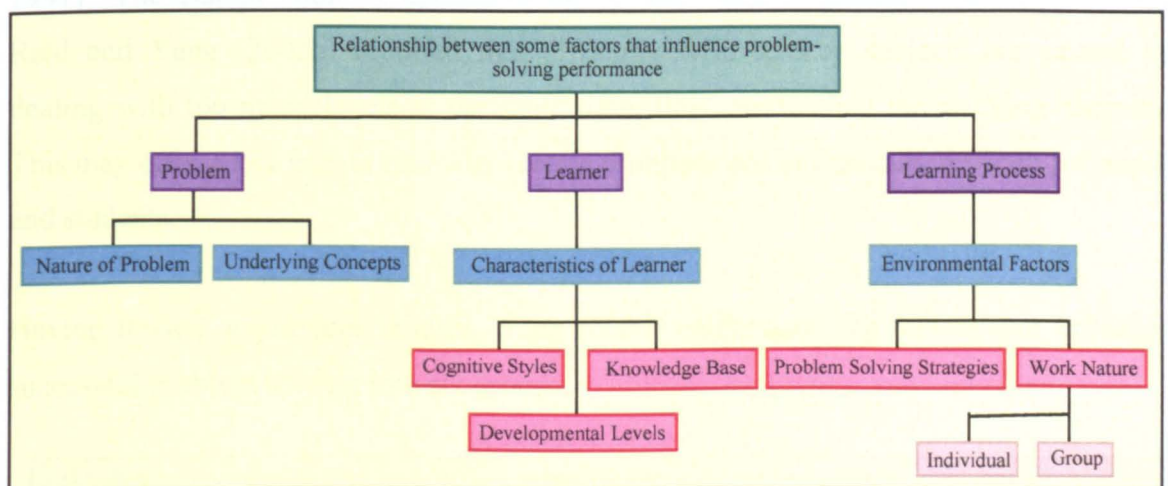 Relationship between some factors that influence problem-
solving performance
Problem
Learner
Learning Process
Nature of Problem
Underlying Concepts
Characteristics of Learner
Environmental Factors
Cognitive Styles
Knowledge Base
Problem Solving Strategies
Work Nature
Developmental Levels
Individual
Group